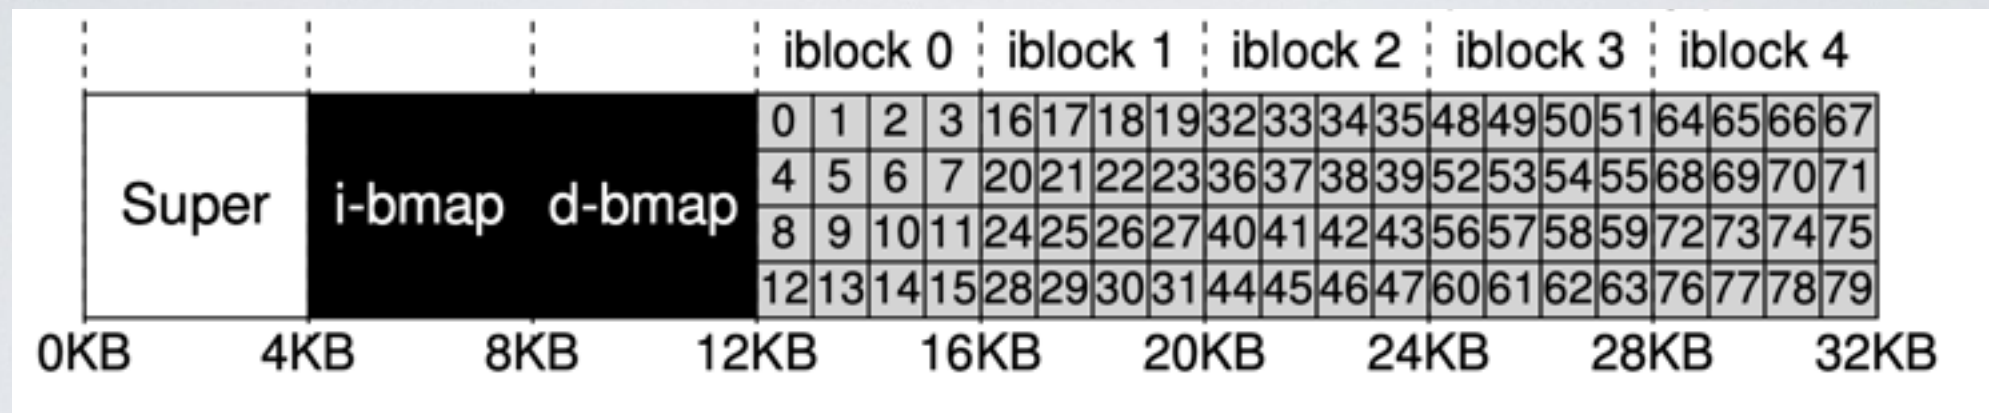 iblock 0 iblock 1 iblock 2 iblock 3 iblock 4
0 1 2 3 16 17 18 19 32 33 34 35 48 49 50 51 64 65 66 67
4 5 6 7 20 21 22 23 36 37 38 39 52 53 54 55 68 69 70 71
Super i-bmap d-bmap
8 9 10 11 24 25 26 27 40 41 42 43 56 57 58 59 72 73 74 75
12 13 14 15 28 29 30 31 44 45 46 47 60 61 62 63 76 77 78 79
0KB 4KB 8KB 12KB 16KB 20KB 24KB 28KB 32KB